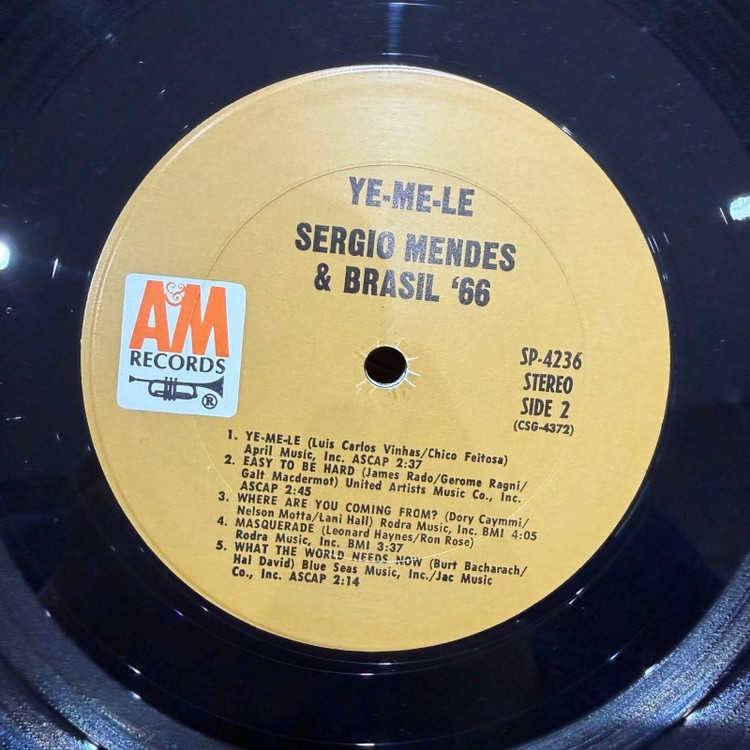 YE-ME-LE
SERGIO MENDES
& BRASIL '66
A&M
RECORDS
®
SP-4236
STEREO
SIDE 2
(CSG-4372)
1. YE-ME-LE (Luis Carlos Vinhas/Chico Feitosa)
April Music, Inc. ASCAP 2:37
2. EASY TO BE HARD (James Rado/Gerome Ragni/
Galt Macdermot) United Artists Music Co., Inc.
ASCAP 2:45
3. WHERE ARE YOU COMING FROM? (Dory Caymmi/
Nelson Motta/Lani Hall) Rodra Music, Inc. BMI 4:05
4. MASQUERADE (Leonard Haynes/Ron Rose)
Rodra Music, Inc. BMI 3:37
5. WHAT THE WORLD NEEDS NOW (Burt Bacharach/
Hal David) Blue Seas Music, Inc./Jac Music
Co., Inc. ASCAP 2:14